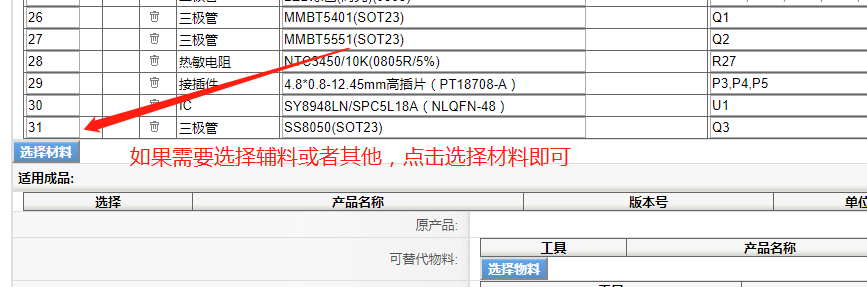 26 三极管 MMBT5401(SOT23) Q1
27 三极管 MMBT5551(SOT23) Q2
28 热敏电阻 NTC3450/10K(0805R/5%) R27
29 接插件 4.8*0.8-12.45mm高插片（PT18708-A） P3,P4,P5
30 IC SY8948LN/SPC5L18A（NLQFN-48） U1
31 三极管 SS8050(SOT23) Q3
选择材料
如果需要选择辅料或者其他，点击选择材料即可
适用成品:
选择 产品名称 版本号 单位
原产品:
工具 产品名称
可替代物料:
选择物料